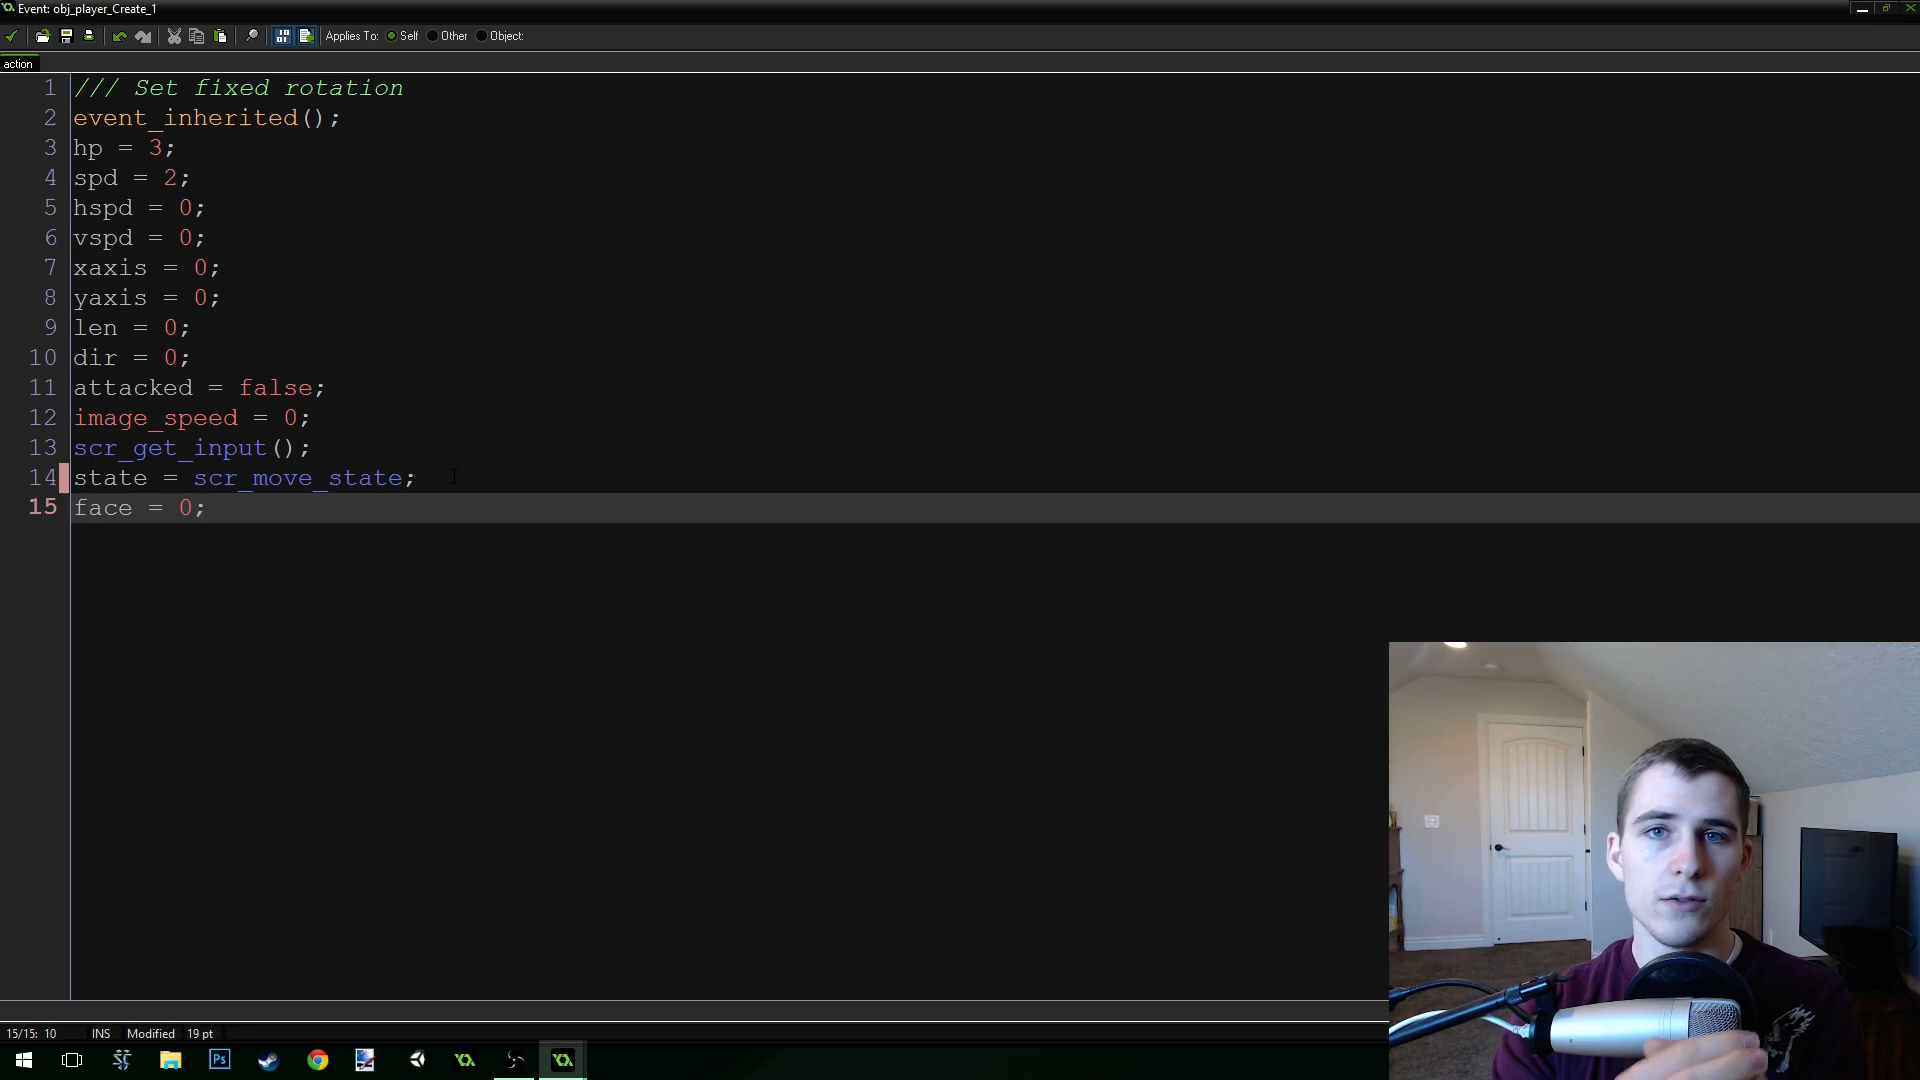 Event: obj_player_Create_1
Applies To: Self Other Object:
action
1 /// Set fixed rotation
2 event_inherited();
3 hp = 3;
4 spd = 2;
5 hspd = 0;
6 vspd = 0;
7 xaxis = 0;
8 yaxis = 0;
9 len = 0;
10 dir = 0;
11 attacked = false;
12 image_speed = 0;
13 scr_get_input();
14 state = scr_move_state;
15 face = 0;
15/15: 10 INS Modified 19 pt
Ps